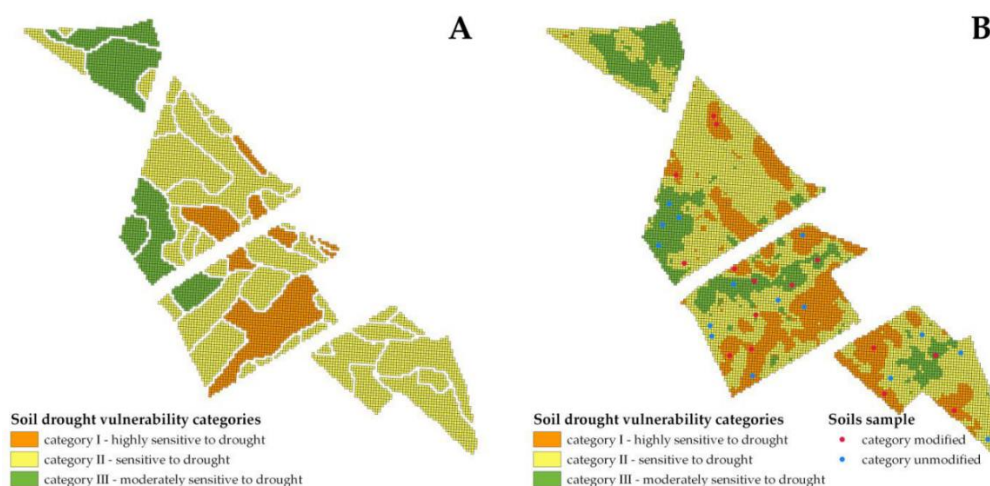 A
B
Soil drought vulnerability categories
category I - highly sensitive to drought
category II - sensitive to drought
category III - moderately sensitive to drought
Soil drought vulnerability categories
category I - highly sensitive to drought
category II - sensitive to drought
category III - moderately sensitive to drought
Soils sample
category modified
category unmodified